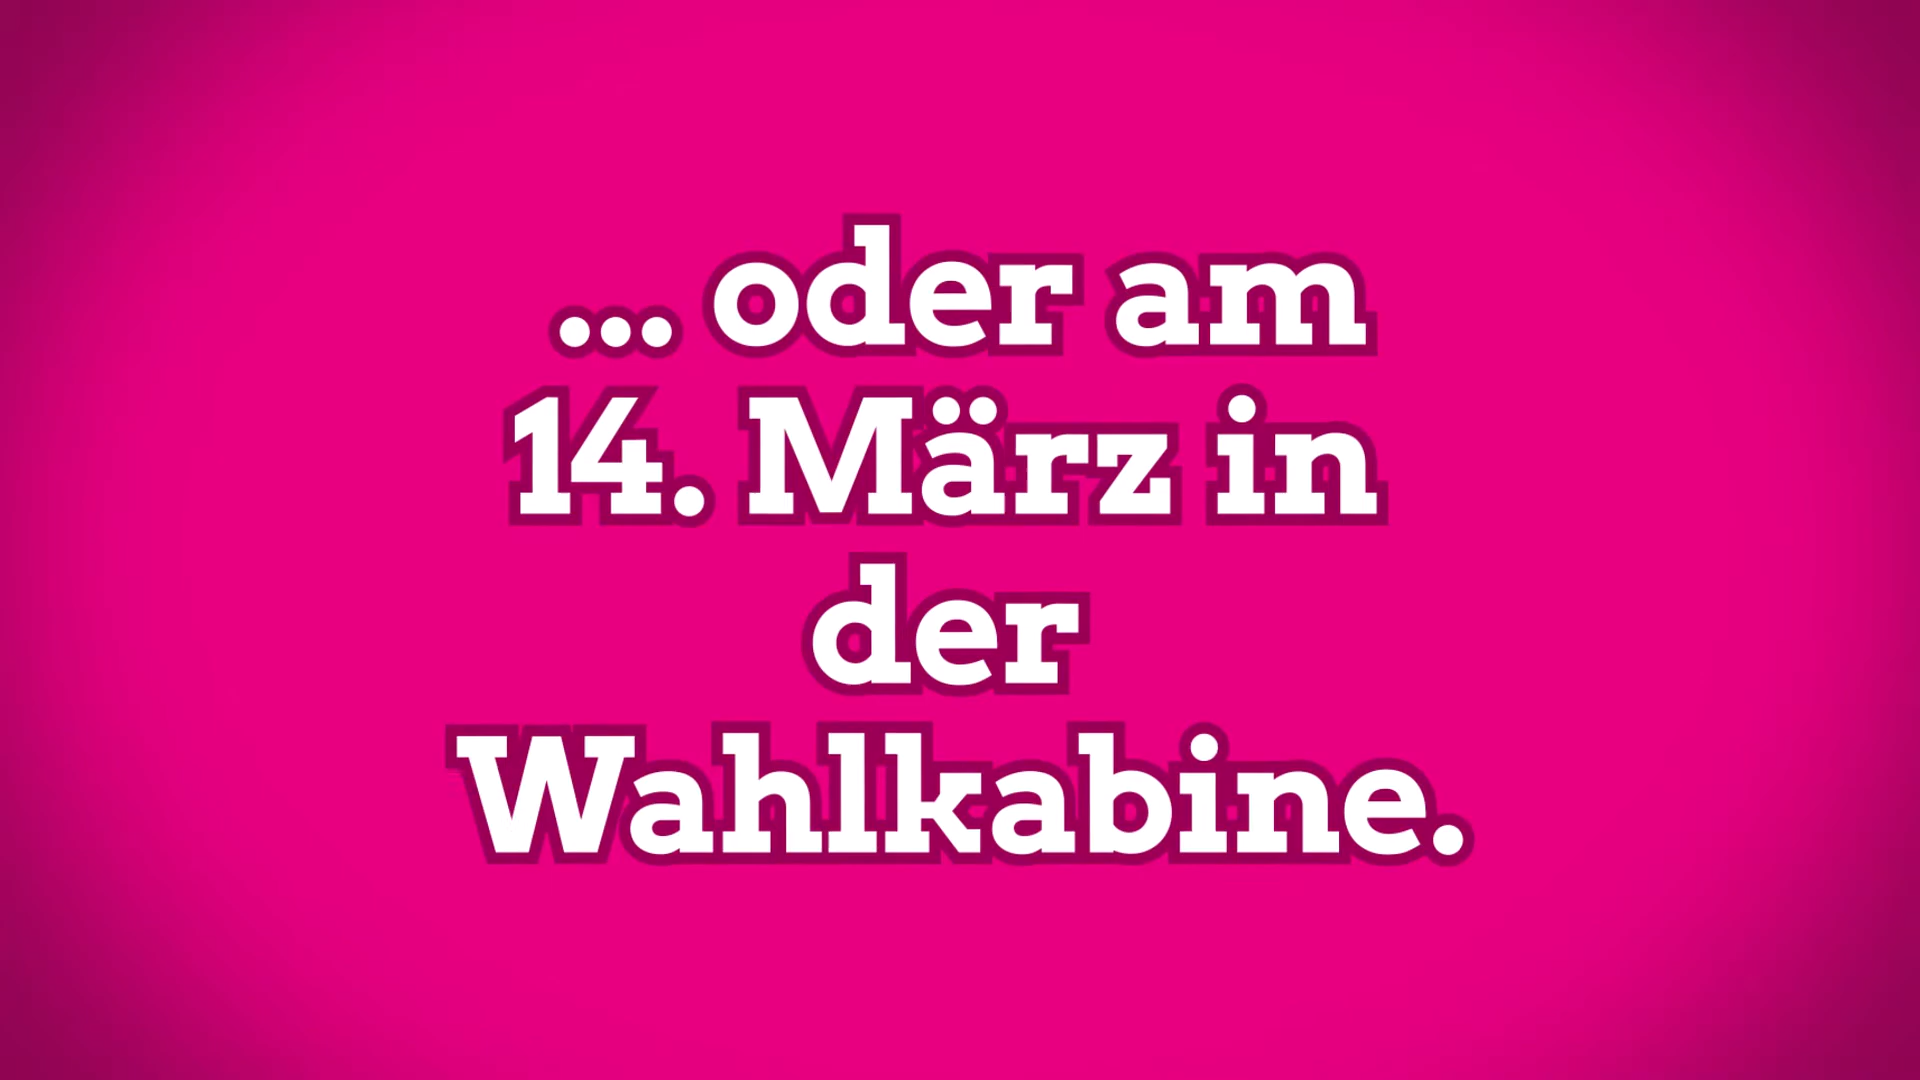 ... oder am
14. März in
der
Wahlkabine.